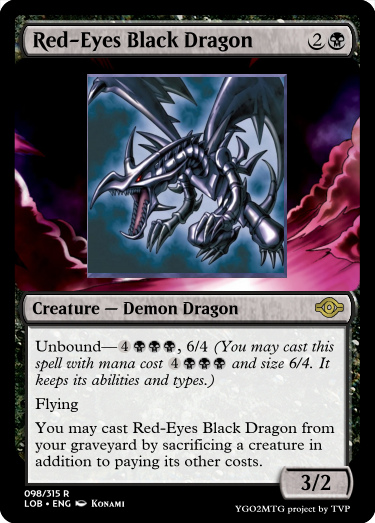 Red-Eyes Black Dragon 2
Creature — Demon Dragon
Unbound—4, 6/4 (You may cast this
spell with mana cost 4 and size 6/4. It
keeps its abilities and types.)
Flying
You may cast Red-Eyes Black Dragon from
your graveyard by sacrificing a creature in
addition to paying its other costs.
3/2
098/315 R
LOB • ENG Konami
YGO2MTG project by TVP